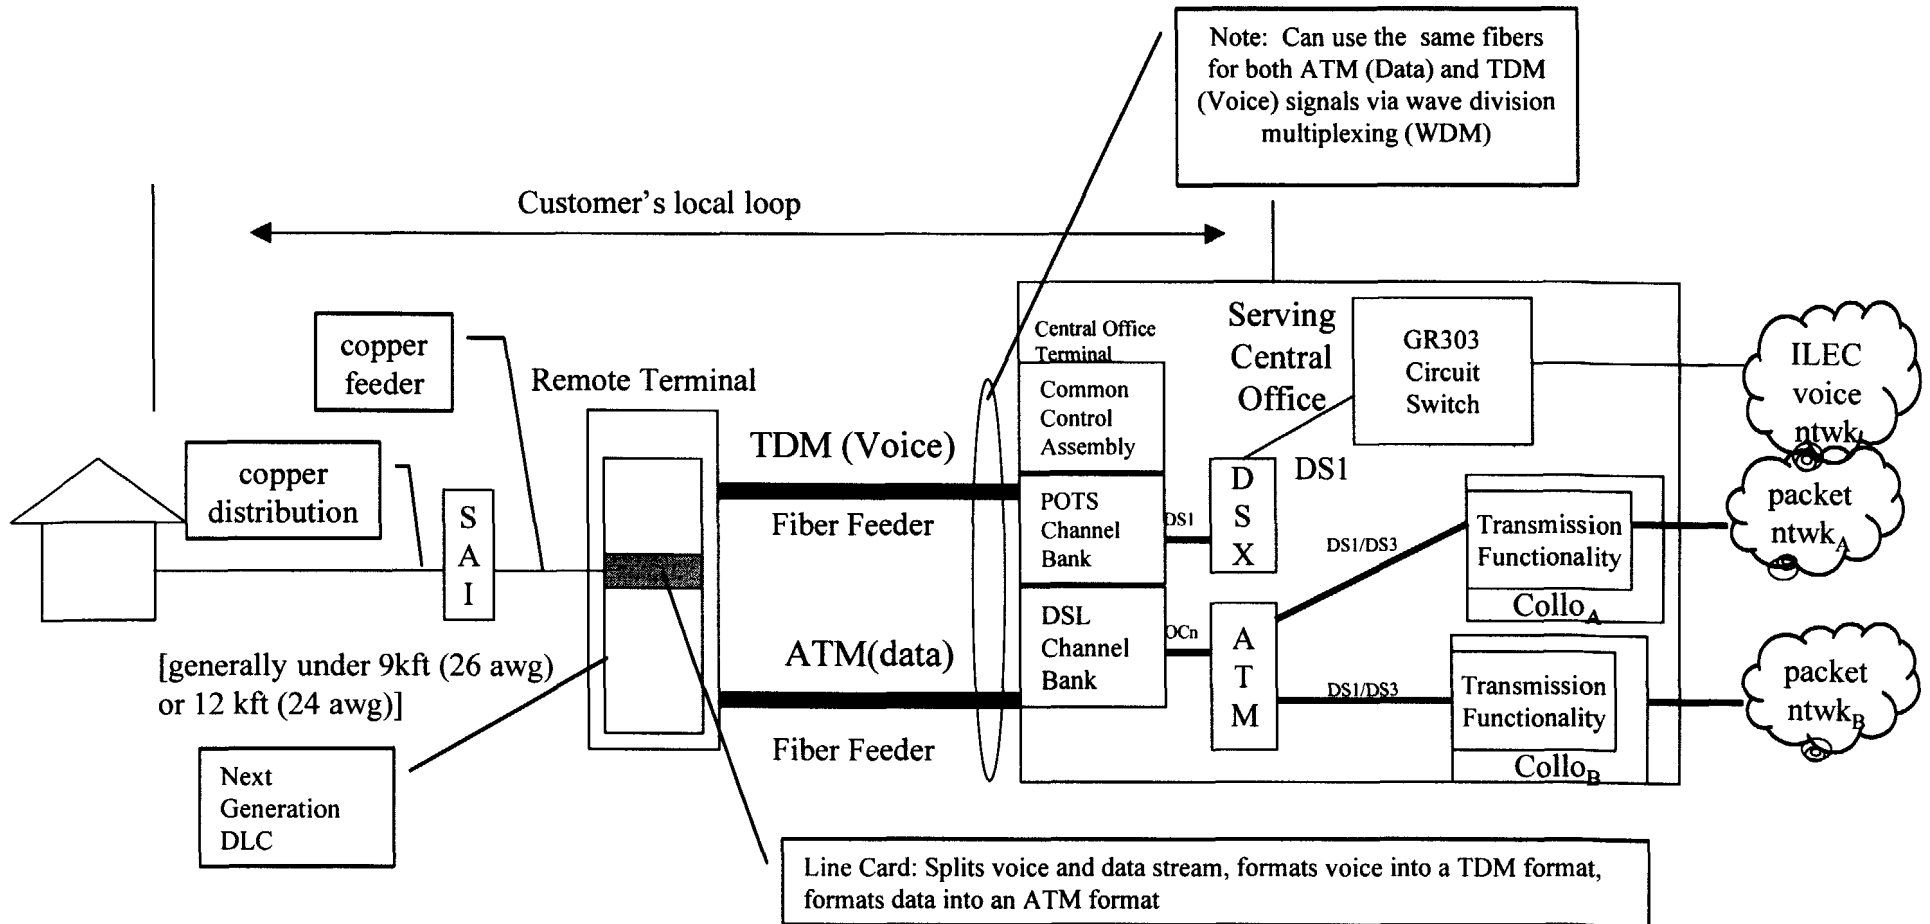 Note: Can use the same fibers
for both ATM (Data) and TDM
(Voice) signals via wave division
multiplexing (WDM)
Customer's local loop
copper
feeder
Remote Terminal
copper
distribution
S
A
I
[generally under 9kft (26 awg)
or 12 kft (24 awg)]
Next
Generation
DLC
TDM (Voice)
Fiber Feeder
ATM(data)
Fiber Feeder
Central Office
Terminal
Common
Control
Assembly
POTS
Channel
Bank
DSL
Channel
Bank
DS1
OCn
Serving
Central
Office
D
S
X
DS1
A
T
M
GR303
Circuit
Switch
DS1/DS3
DS1/DS3
Transmission
Functionality
Collo A
Transmission
Functionality
Collo B
ILEC
voice
ntwk
packet
ntwk A
packet
ntwk B
Line Card: Splits voice and data stream, formats voice into a TDM format,
formats data into an ATM format